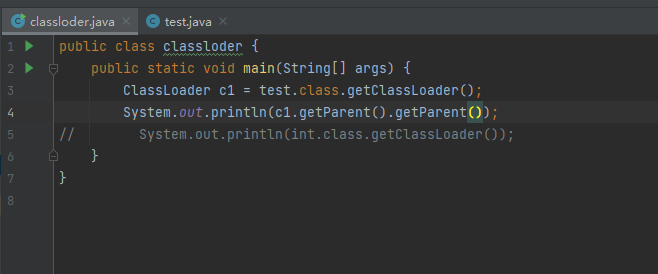 classloder.java × test.java ×
1 public class classloder {
2 public static void main(String[] args) {
3 ClassLoader c1 = test.class.getClassLoader();
4 System.out.println(c1.getParent().getParent());
5 // System.out.println(int.class.getClassLoader());
6 }
7 }
8